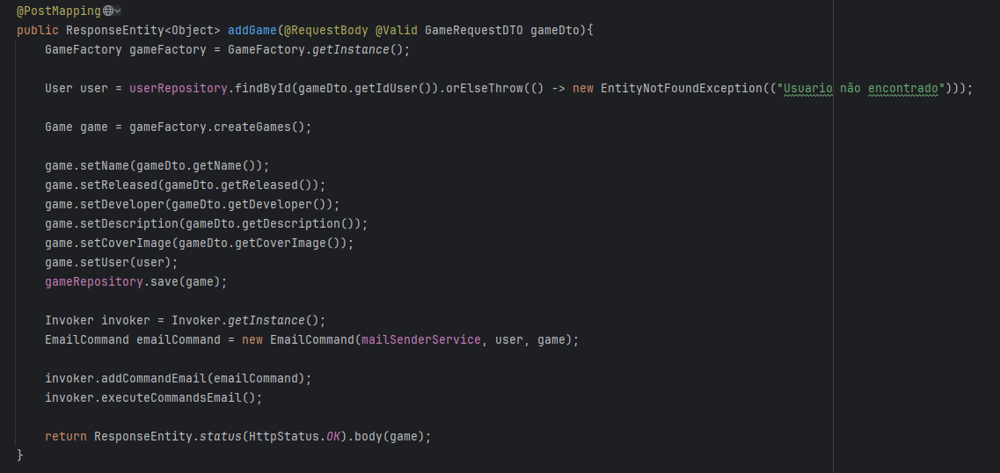 @PostMapping
public ResponseEntity<Object> addGame(@RequestBody @Valid GameRequestDTO gameDto){
GameFactory gameFactory = GameFactory.getInstance();
User user = userRepository.findById(gameDto.getIdUser()).orElseThrow(() -> new EntityNotFoundException(("Usuario não encontrado")));
Game game = gameFactory.createGames();
game.setName(gameDto.getName());
game.setReleased(gameDto.getReleased());
game.setDeveloper(gameDto.getDeveloper());
game.setDescription(gameDto.getDescription());
game.setCoverImage(gameDto.getCoverImage());
game.setUser(user);
gameRepository.save(game);
Invoker invoker = Invoker.getInstance();
EmailCommand emailCommand = new EmailCommand(mailSenderService, user, game);
invoker.addCommandEmail(emailCommand);
invoker.executeCommandsEmail();
return ResponseEntity.status(HttpStatus.OK).body(game);
}